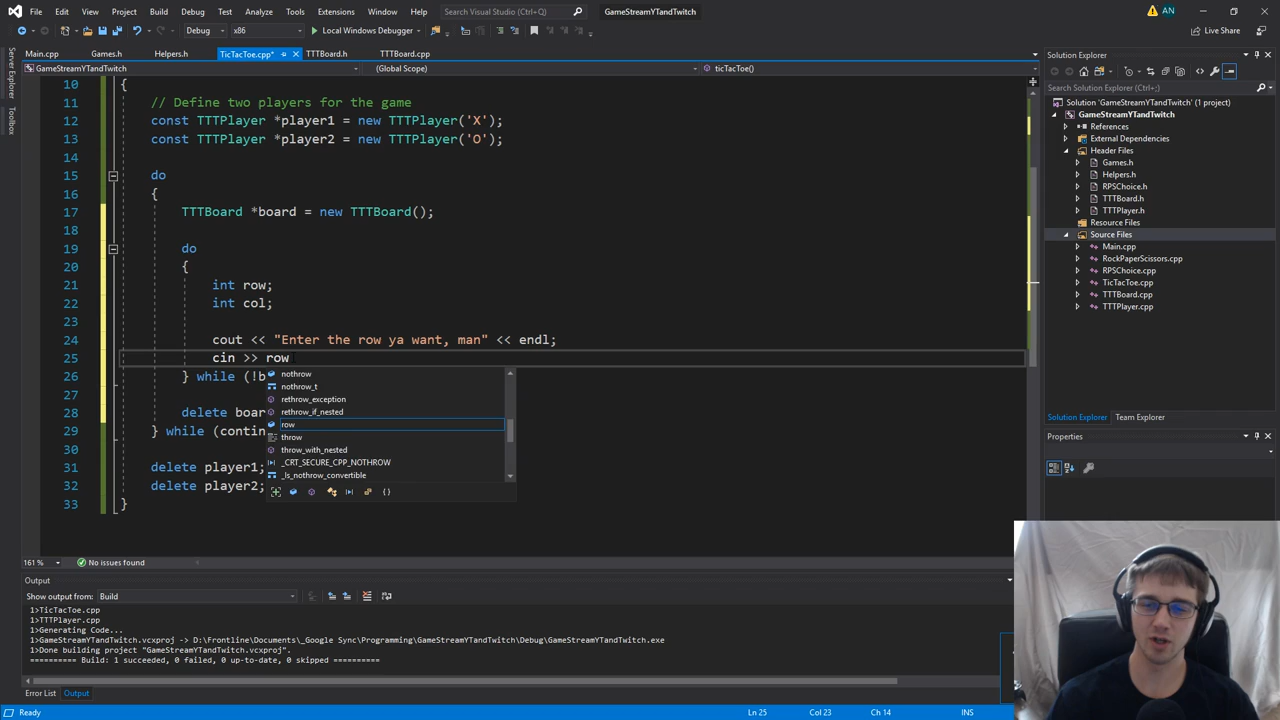 File Edit View Project Build Debug Test Analyze Tools Extensions Window Help Search Visual Studio (Ctrl+Q) GameStreamYTandTwitch AN
Debug x86 Local Windows Debugger Live Share
Main.cpp Games.h Helpers.h TicTacToe.cpp* TTTBoard.h TTTBoard.cpp
GameStreamYTandTwitch (Global Scope) ticTacToe()
Server Explorer
Toolbox
10 {
11 // Define two players for the game
12 const TTTPlayer *player1 = new TTTPlayer('X');
13 const TTTPlayer *player2 = new TTTPlayer('O');
14
15 do
16 {
17 TTTBoard *board = new TTTBoard();
18
19 do
20 {
21 int row;
22 int col;
23
24 cout << "Enter the row ya want, man" << endl;
25 cin >> row
26 } while (!b
27
28 delete boar
29 } while (contin
30
31 delete player1;
32 delete player2;
33 }
nothrow
nothrow_t
rethrow_exception
rethrow_if_nested
row
throw
throw_with_nested
_CRT_SECURE_CPP_NOTHROW
_Is_nothrow_convertible
161 % No issues found Ln 25 Col 23 Ch 14 INS
Output
Show output from: Build
1>TicTacToe.cpp
1>TTTPlayer.cpp
1>Generating Code...
1>GameStreamYTandTwitch.vcxproj -> D:\Frontline\Documents\_Google Sync\Programming\GameStreamYTandTwitch\Debug\GameStreamYTandTwitch.exe
1>Done building project "GameStreamYTandTwitch.vcxproj".
========== Build: 1 succeeded, 0 failed, 0 up-to-date, 0 skipped ==========
Error List Output
Ready
Solution Explorer
Search Solution Explorer (Ctrl+;)
Solution 'GameStreamYTandTwitch' (1 project)
GameStreamYTandTwitch
References
External Dependencies
Header Files
Games.h
Helpers.h
RPSChoice.h
TTTBoard.h
TTTPlayer.h
Resource Files
Source Files
Main.cpp
RockPaperScissors.cpp
RPSChoice.cpp
TicTacToe.cpp
TTTBoard.cpp
TTTPlayer.cpp
Solution Explorer Team Explorer
Properties